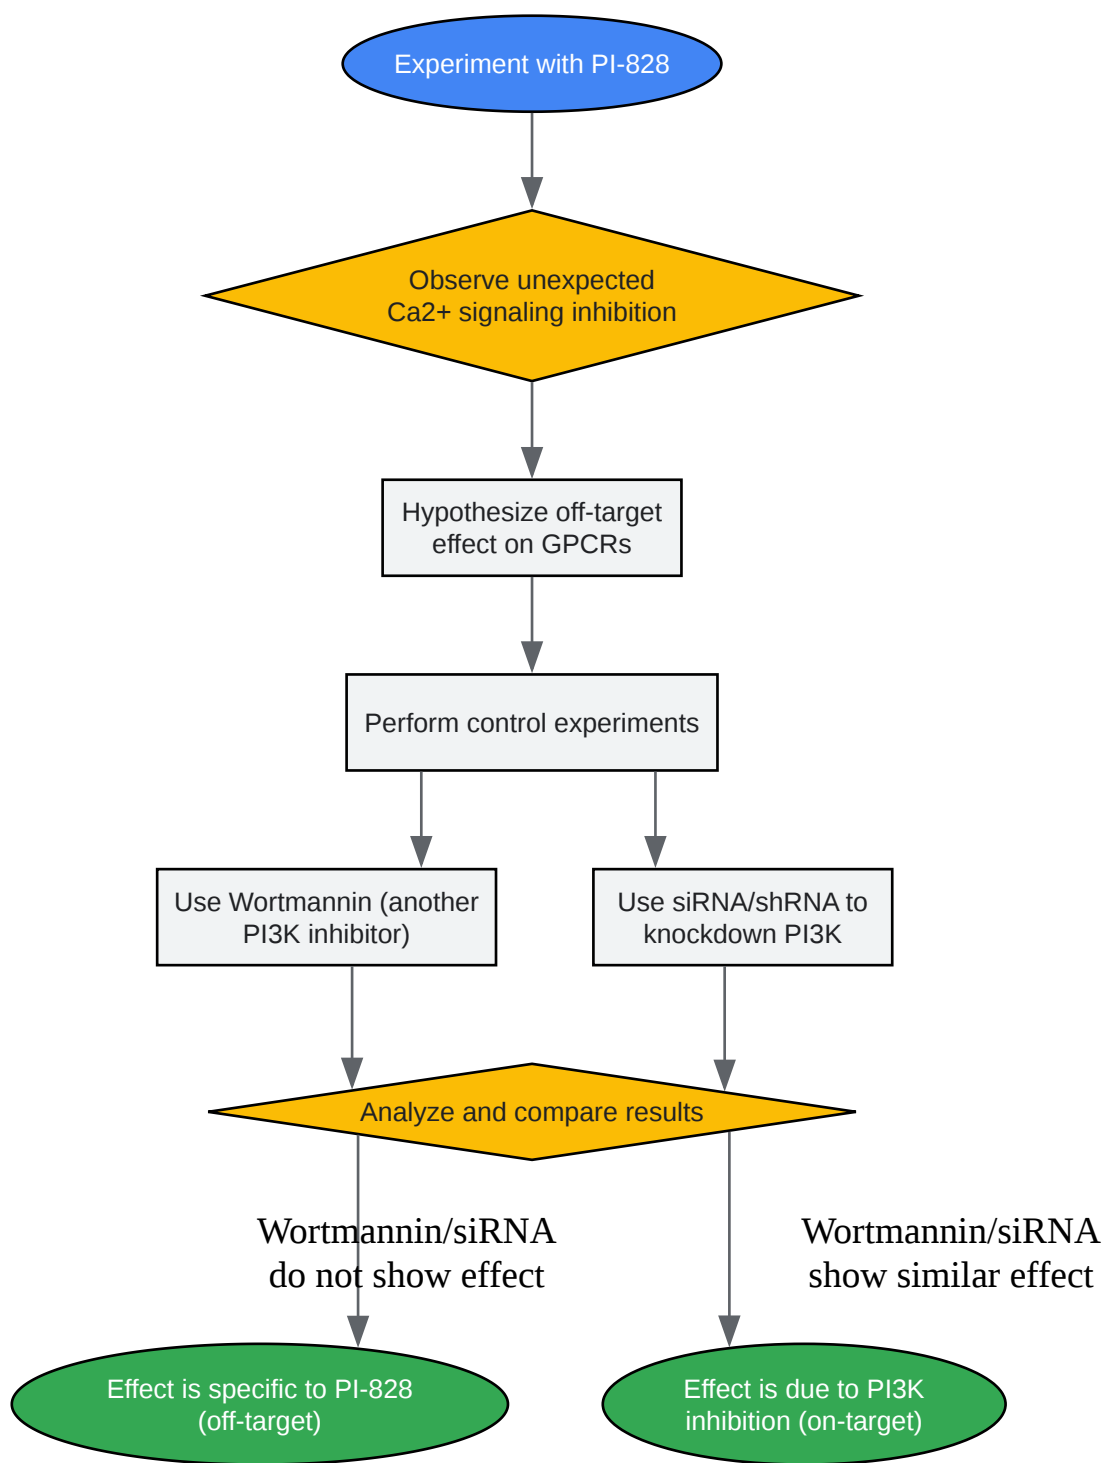 Experiment with PI-828
Observe unexpected
Ca2+ signaling inhibition
Hypothesize off-target
effect on GPCRs
Perform control experiments
Use Wortmannin (another
PI3K inhibitor)
Use siRNA/shRNA to
knockdown PI3K
Analyze and compare results
Wortmannin/siRNA
do not show effect
Wortmannin/siRNA
show similar effect
Effect is specific to PI-828
(off-target)
Effect is due to PI3K
inhibition (on-target)